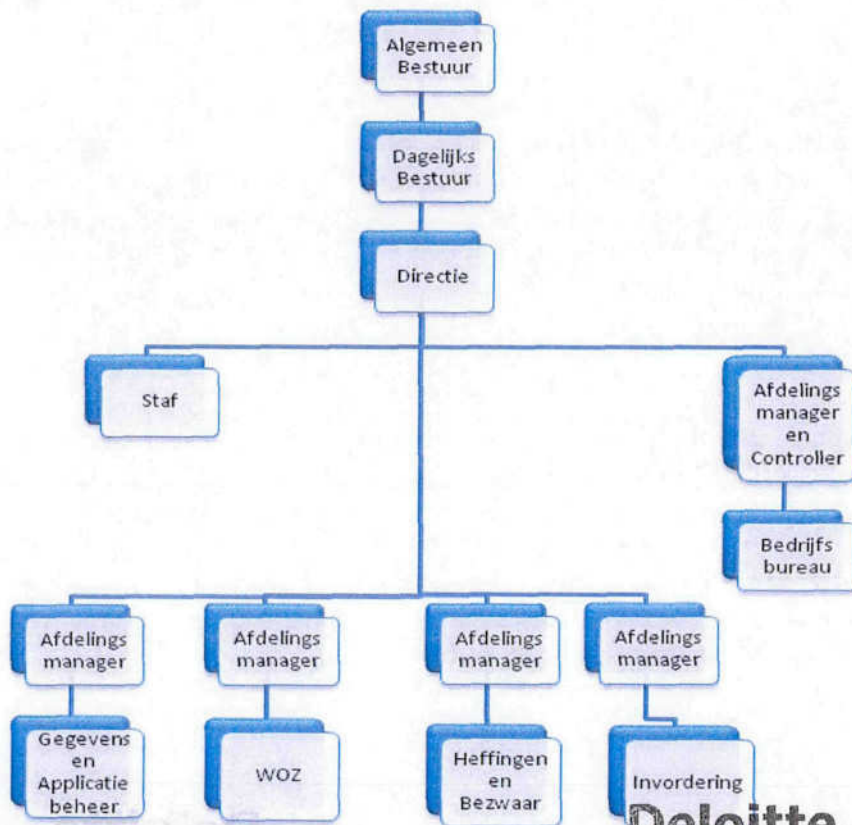 Algemeen
Bestuur
Dagelijks
Bestuur
Directie
Staf
Afdelings
manager
en
Controller
Bedrijfs
bureau
Afdelings
manager
Afdelings
manager
Afdelings
manager
Afdelings
manager
Gegevens
en
Applicatie
beheer
WOZ
Heffingen
en
Bezwaar
Invordering
Deloitte